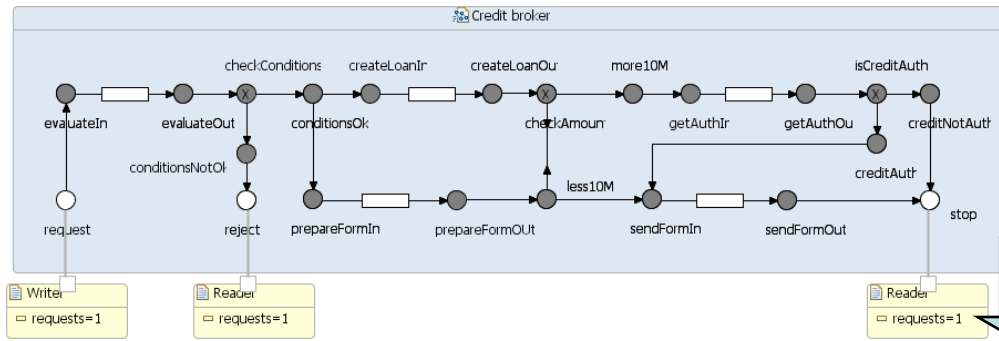 Credit broker
checkConditions createLoanIn createLoanOut more10M isCreditAuth
X X X
evaluateIn evaluateOut conditionsOk checkAmount getAuthIr getAuthOu creditNotAuth
conditionsNotOk creditAuth
less10M
request reject prepareFormIn prepareFormOUt sendFormIn sendFormOut stop
Writer Reader Reader
requests=1 requests=1 requests=1